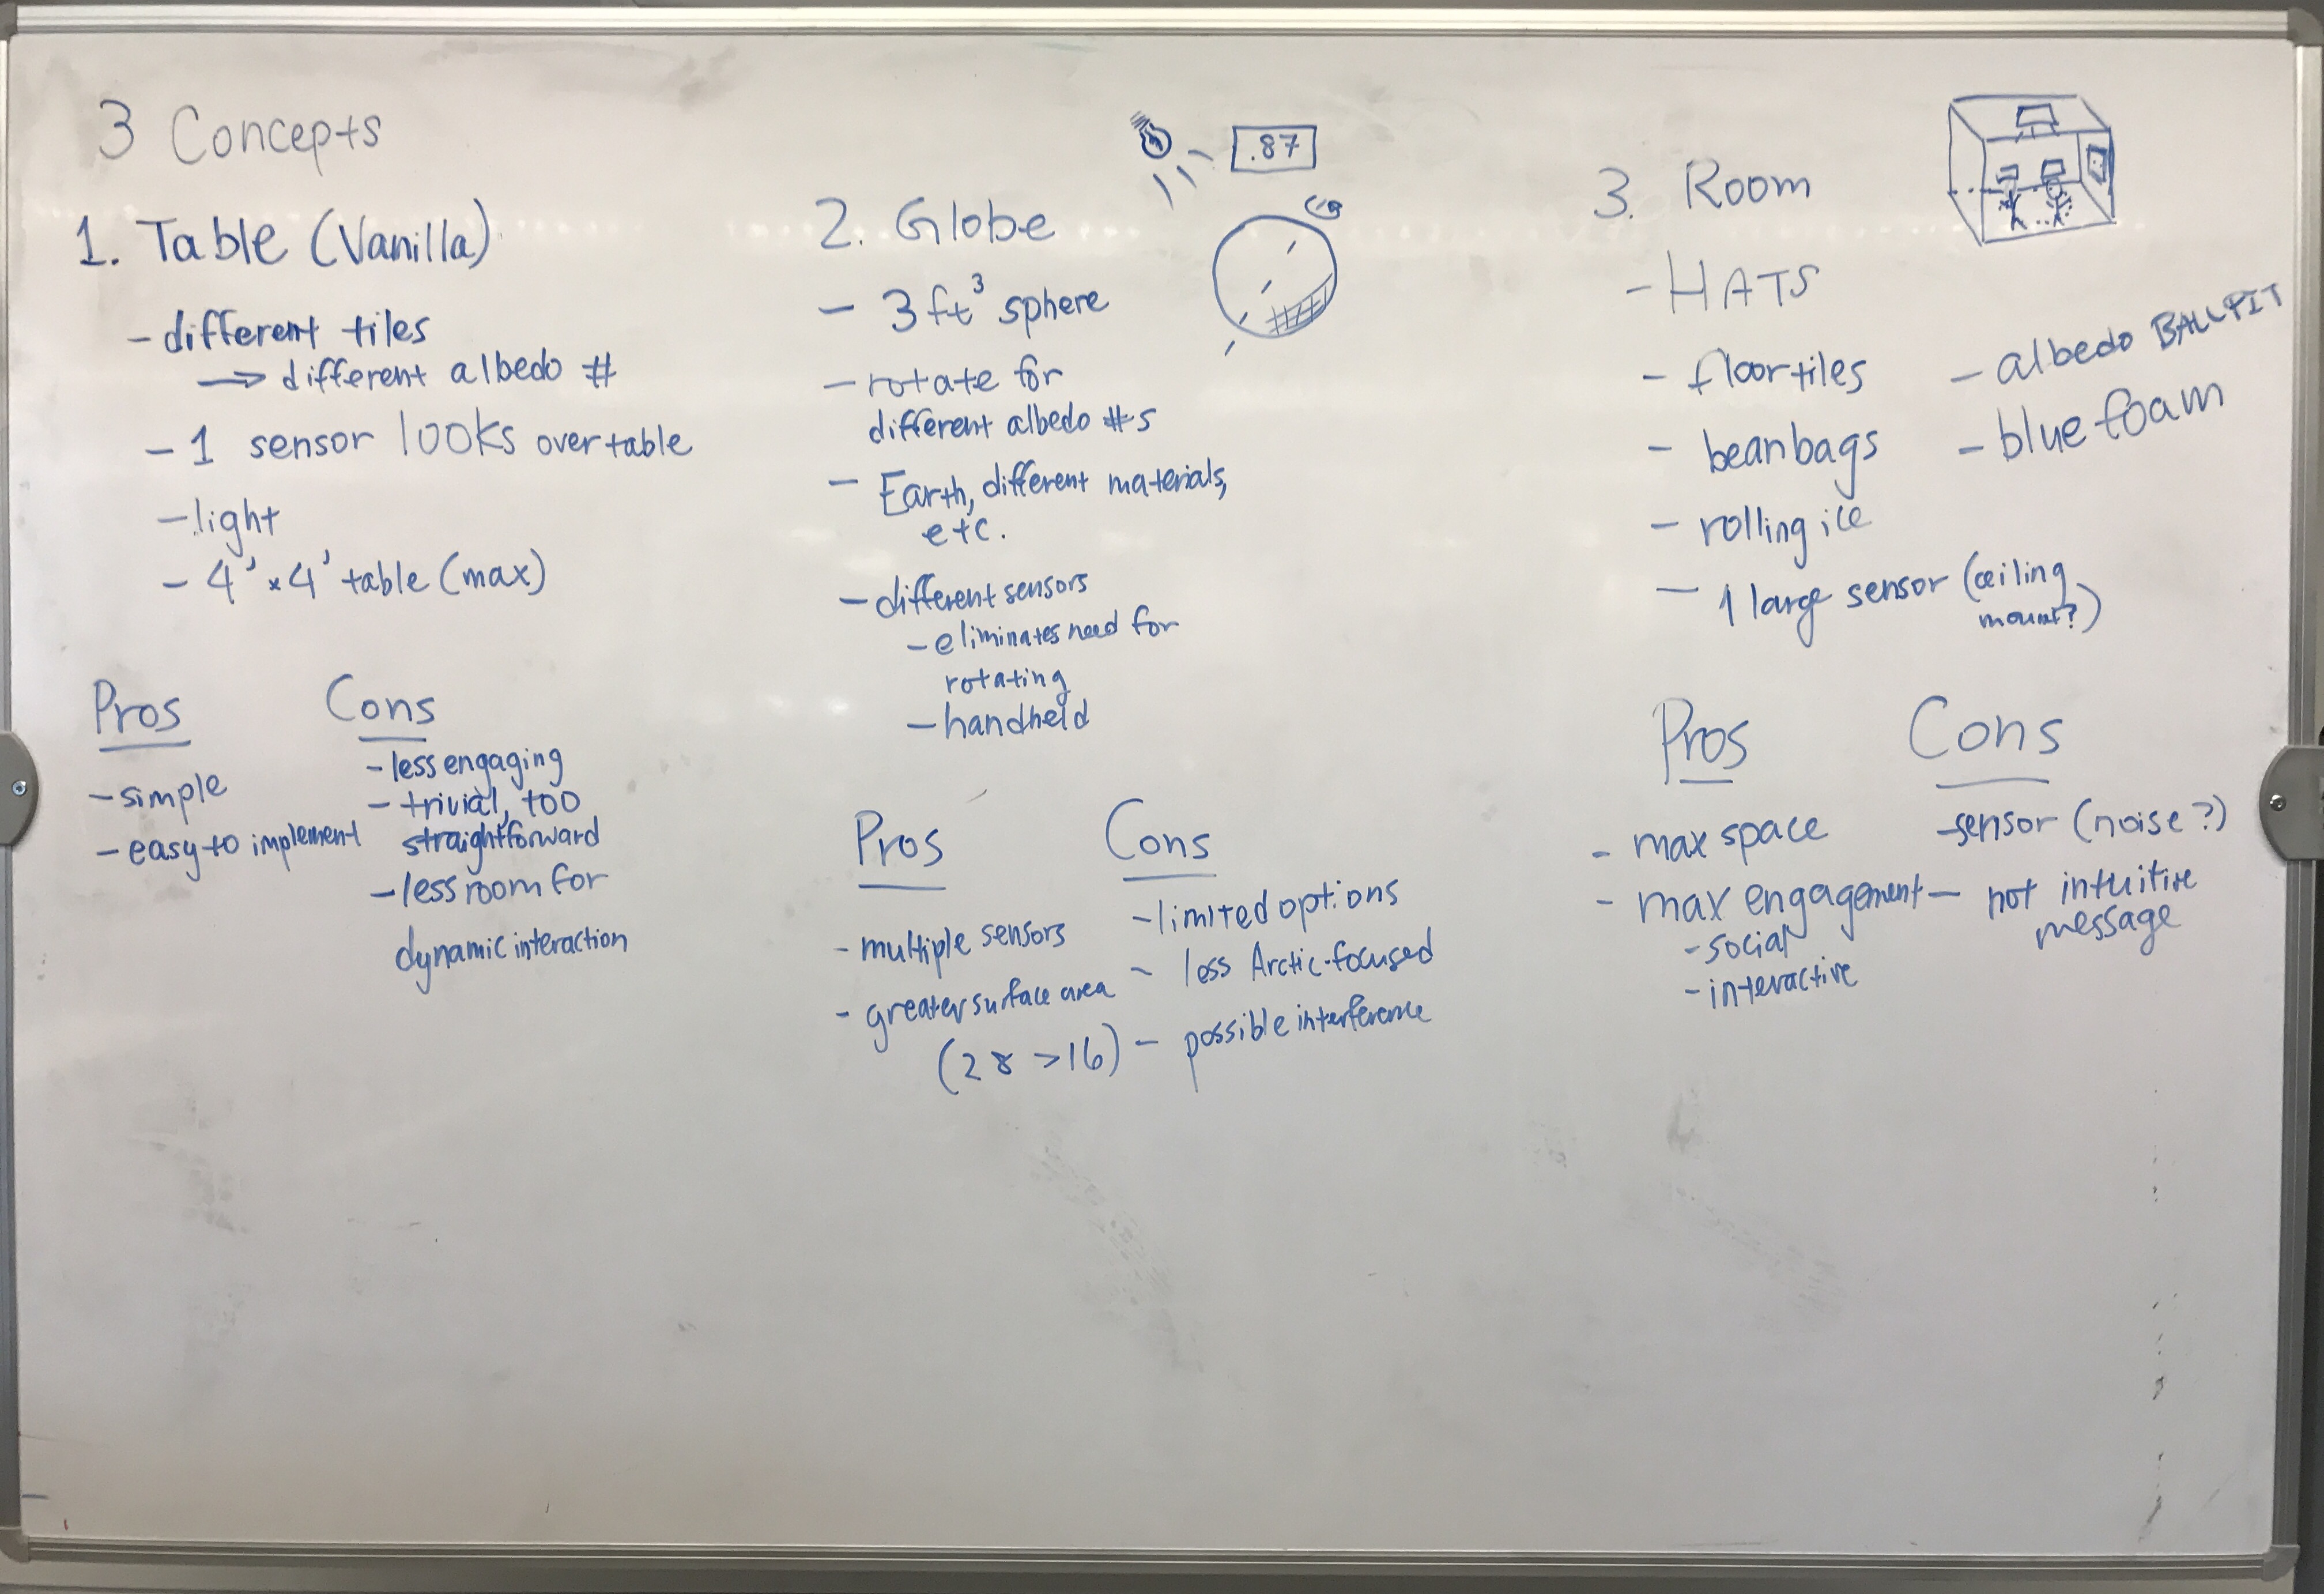 3 Concepts
1. Table (Vanilla)
- different tiles
→ different albedo #
- 1 sensor looks over table
- light
- 4' x 4' table (max)
Pros
- simple
- easy to implement
Cons
- less engaging
- trivial, too
straightforward
- less room for
dynamic interaction
.87
2. Globe
- 3 ft³ sphere
- rotate for
different albedo #s
- Earth, different materials,
etc.
- different sensors
- eliminates need for
rotating
- handheld
Pros
- multiple sensors
- greater surface area
(28 > 16)
Cons
- limited options
- less Arctic-focused
- possible interference
3. Room
- HATS
- floor tiles
- bean bags
- rolling ice
- 1 large sensor (ceiling
mount?)
- albedo BALLPIT
- blue foam
Pros
- max space
- max engagement
- social
- interactive
Cons
- sensor (noise?)
- not intuitive
message